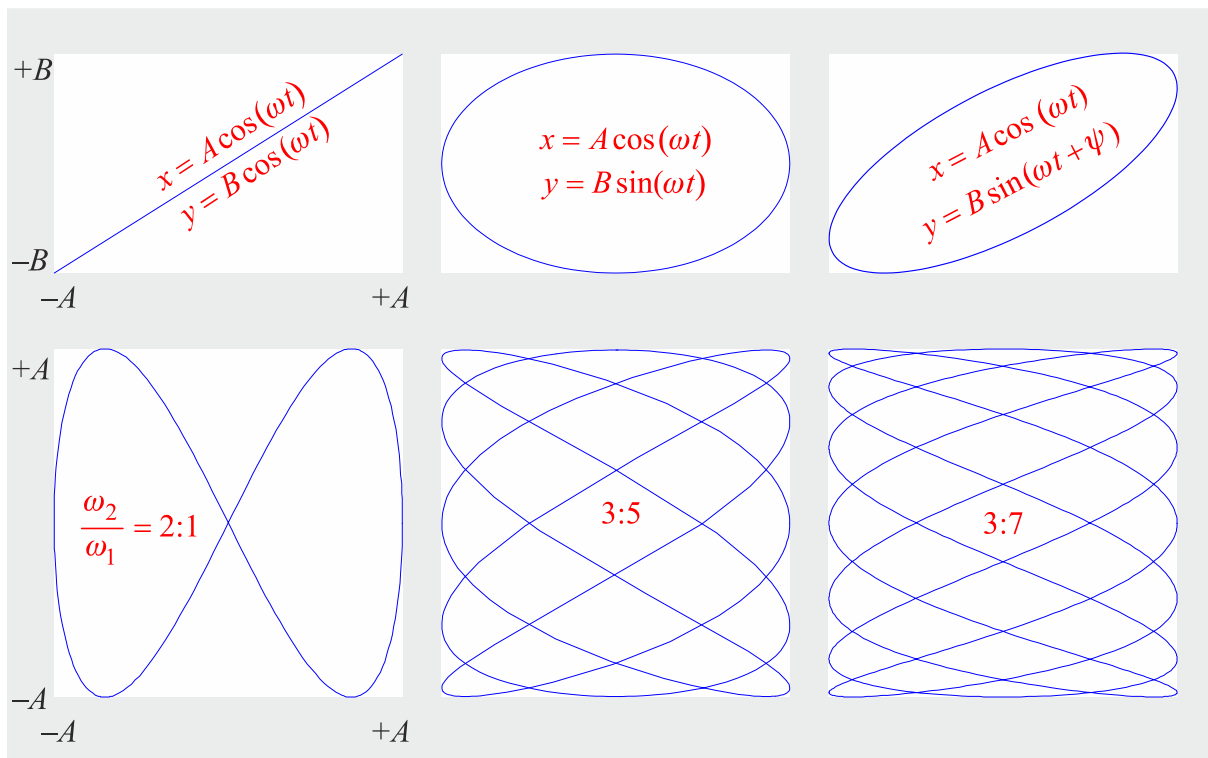 +B
–B
–A
+A
x = A cos(ωt)
y = B cos(ωt)
x = A cos(ωt)
y = B sin(ωt)
x = A cos (ωt)
y = B sin(ωt + ψ)
+A
–A
–A
+A
ω₂/ω₁ = 2:1
3:5
3:7